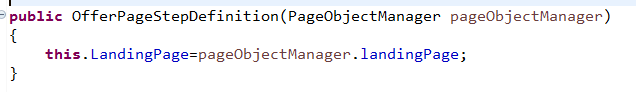 public OfferPageStepDefinition(PageObjectManager pageObjectManager)
{
this.LandingPage=pageObjectManager.landingPage;
}